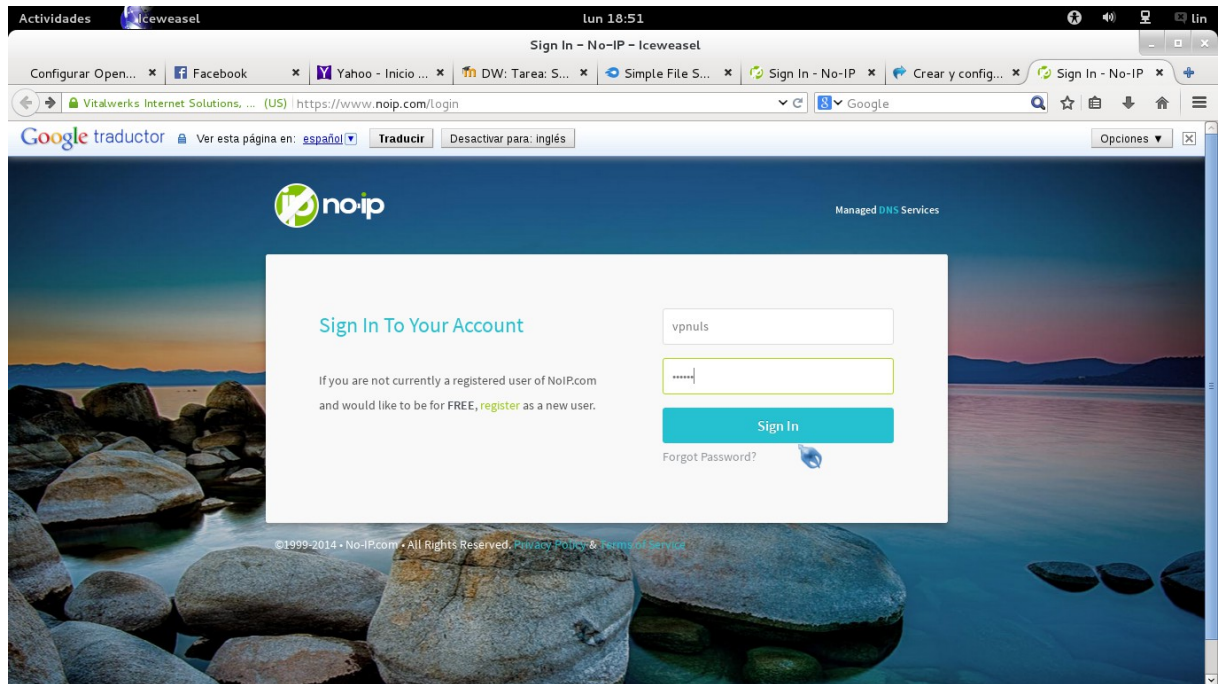 Actividades Iceweasel lun 18:51 lin
Sign In - No-IP - Iceweasel
Configurar Open... Facebook Yahoo - Inicio ... DW: Tarea: S... Simple File S... Sign In - No-IP Crear y config... Sign In - No-IP
Vitalwerks Internet Solutions, ... (US) https://www.noip.com/login Google
Google traductor Ver esta página en: español Traducir Desactivar para: inglés Opciones
no-ip
Managed DNS Services
Sign In To Your Account
vpnuls
If you are not currently a registered user of NoIP.com
and would like to be for FREE, register as a new user.
••••••
Sign In
Forgot Password?
©1999-2014 • No-IP.com • All Rights Reserved. Privacy Policy & Terms of Service